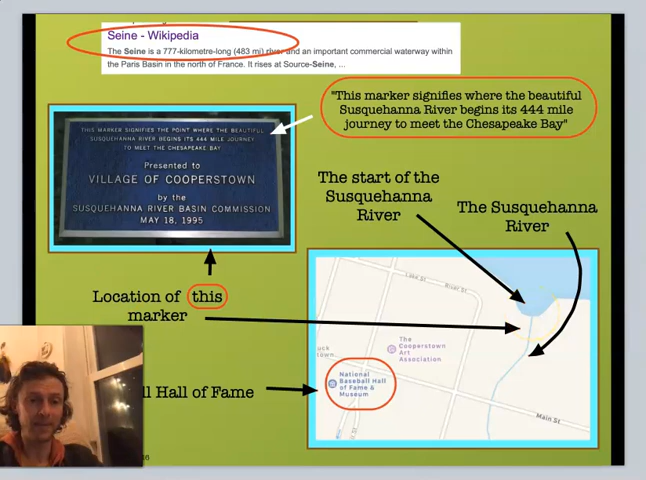 Seine - Wikipedia
The Seine is a 777-kilometre-long (483 mi) river and an important commercial waterway within
the Paris Basin in the north of France. It rises at Source-Seine, ...
"This marker signifies where the beautiful
Susquehanna River begins its 444 mile
journey to meet the Chesapeake Bay"
THIS MARKER SIGNIFIES THE POINT WHERE THE BEAUTIFUL
SUSQUEHANNA RIVER BEGINS ITS 444 MILE JOURNEY
TO MEET THE CHESAPEAKE BAY
Presented to
VILLAGE OF COOPERSTOWN
by the
SUSQUEHANNA RIVER BASIN COMMISSION
MAY 18, 1995
The start of the
Susquehanna
River
The Susquehanna
River
Location of this
marker
Lake St
River St
The
Cooperstown
Art
Association
National
Baseball Hall
of Fame &
Museum
Main St
ll Hall of Fame